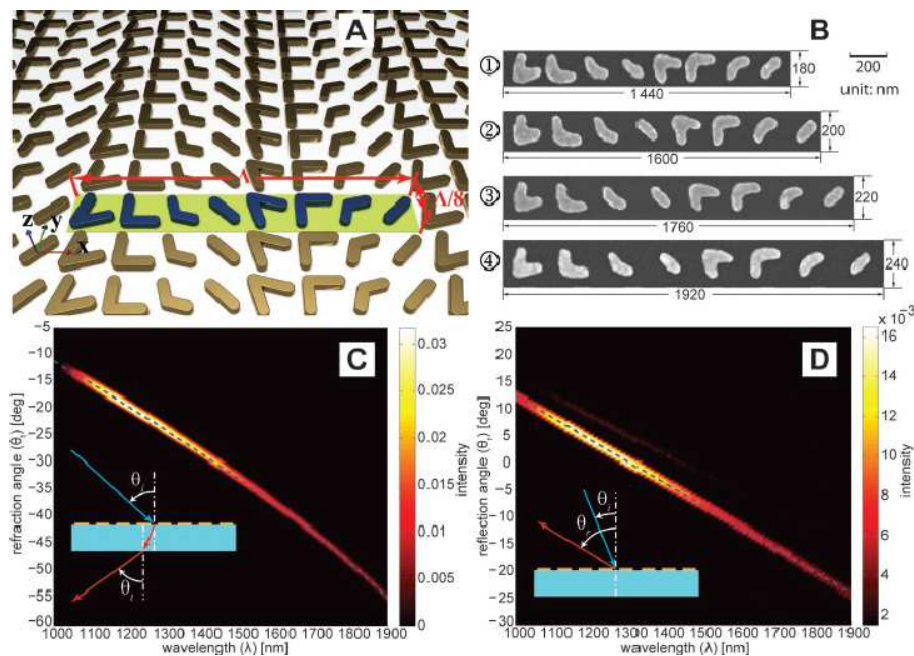 A
Λ
Λ/8
z
y
x
B
①
180
1 440
200
unit: nm
②
200
1600
③
220
1760
④
240
1920
C
refraction angle (θt) [deg]
-5
-10
-15
-20
-25
-30
-35
-40
-45
-50
-55
-60
1000 1100 1200 1300 1400 1500 1600 1700 1800 1900
wavelength (λ) [nm]
θi
θt
0.03
0.025
0.02
0.015
0.01
0.005
0
intensity
D
reflection angle (θr) [deg]
25
20
15
10
5
0
-5
-10
-15
-20
-25
-30
1000 1100 1200 1300 1400 1500 1600 1700 1800 1900
wavelength (λ) [nm]
θi
θr
x 10⁻³
16
14
12
10
8
6
4
2
intensity